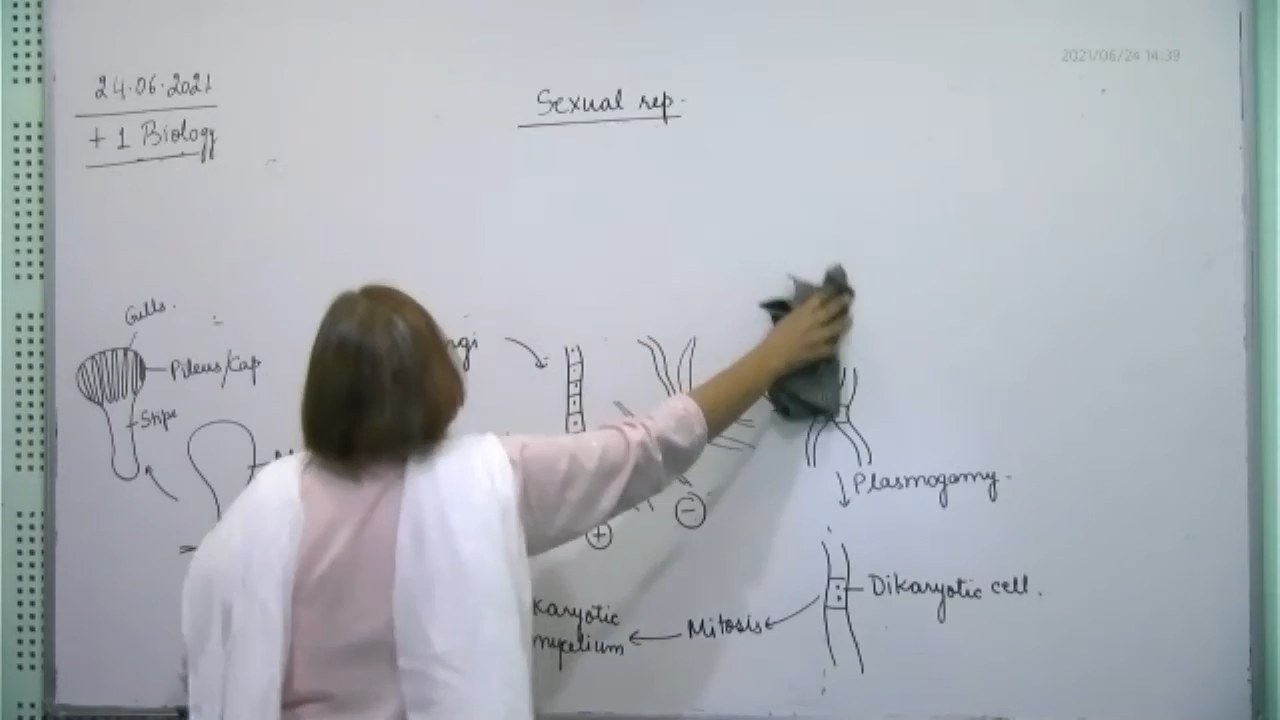 2021/06/24 14:39
24.06.2021
+ 1 Biology
Sexual rep.
Gills.
Pileus/Cap
Stipe
ngi
Plasmogamy.
+
-
Dikaryotic cell.
Mitosis
karyotic
mycelium